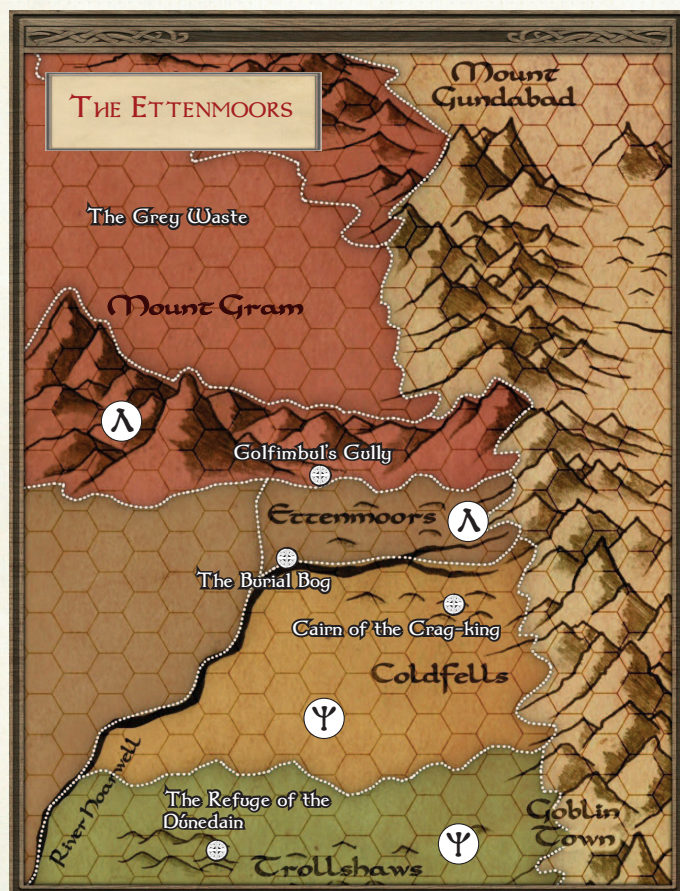 Mount
Gundabad
The Ettenmoors
The Grey Waste
Mount Gram
Golfimbul's Gully
Ettenmoors
The Burial Bog
Cairn of the Crag-king
Coldfells
River Hoarwell
The Refuge of the
Dúnedain
Goblin
Town
Trollshaws